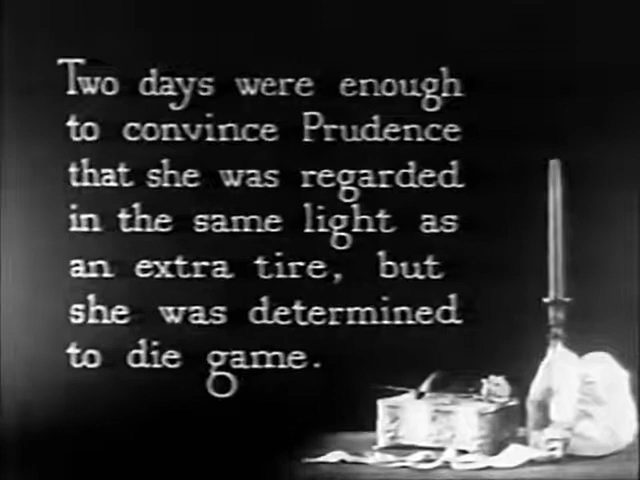 Two days were enough
to convince Prudence
that she was regarded
in the same light as
an extra tire, but
she was determined
to die game.